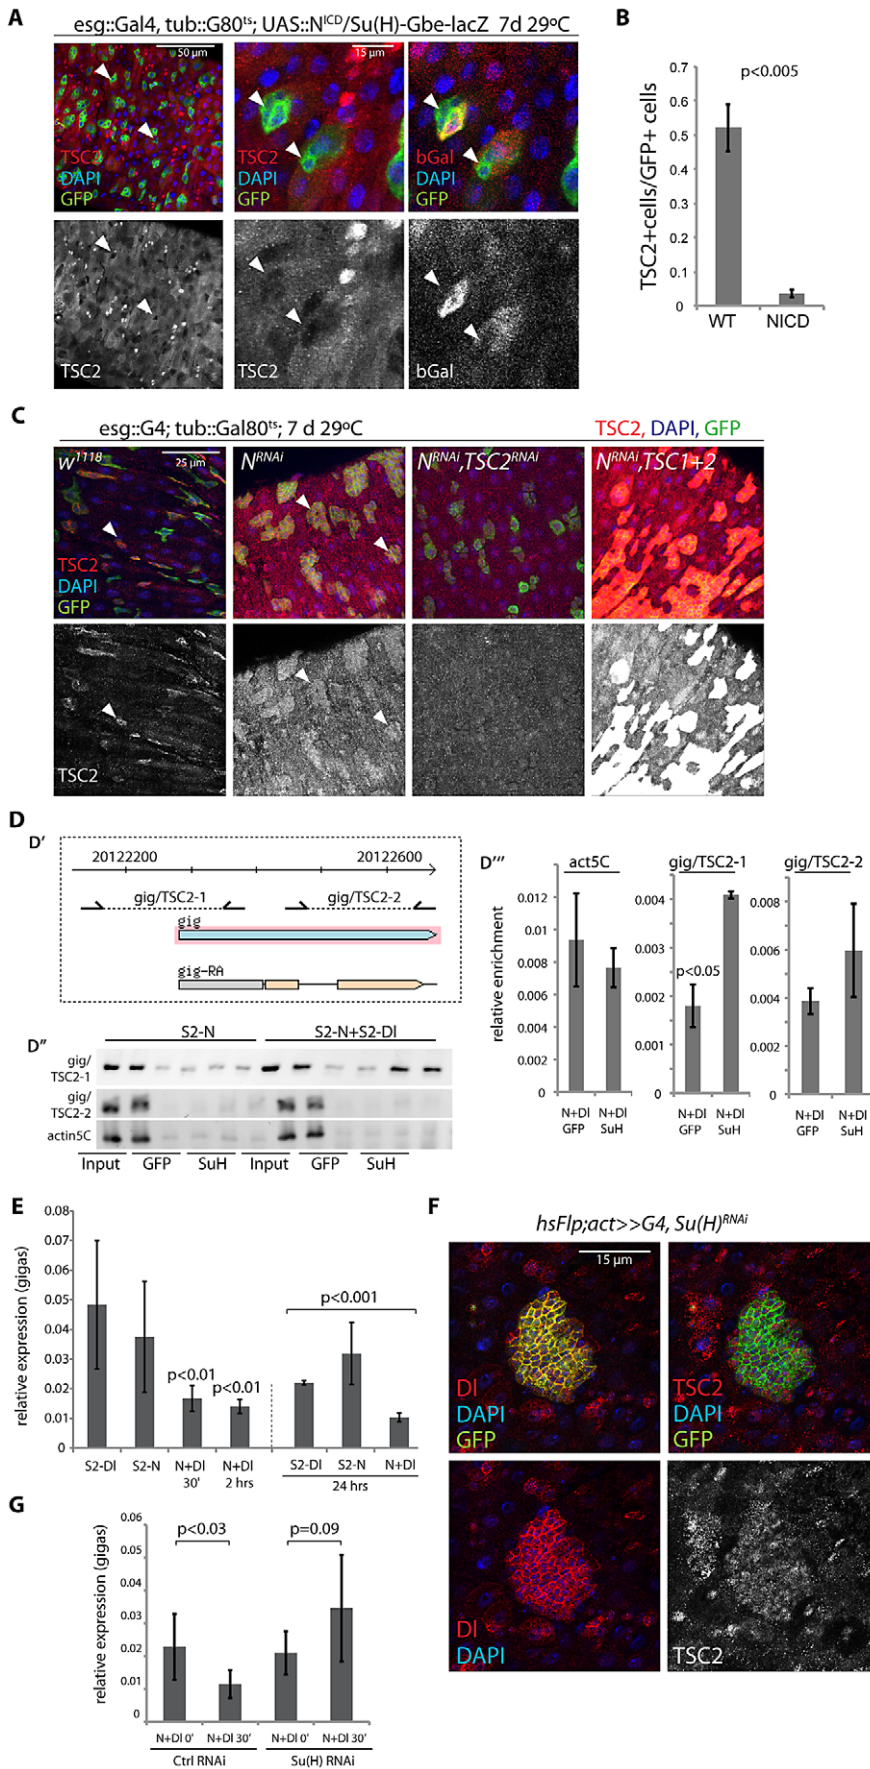 A
esg::Gal4, tub::G80ts; UAS::NICD/Su(H)-Gbe-lacZ 7d 29ºC
50 µm
TSC2
DAPI
GFP
15 µm
TSC2
DAPI
GFP
bGal
DAPI
GFP
TSC2
TSC2
bGal
B
p<0.005
TSC2+cells/GFP+ cells
0.7
0.6
0.5
0.4
0.3
0.2
0.1
0
WT
NICD
C
esg::G4; tub::Gal80ts; 7 d 29ºC
TSC2, DAPI, GFP
w1118
25 µm
TSC2
DAPI
GFP
NRNAi
NRNAi,TSC2RNAi
NRNAi,TSC1+2
TSC2
D
D'
20122200
20122600
gig/TSC2-1
gig/TSC2-2
gig
gig-RA
D''
S2-N
S2-N+S2-Dl
gig/
TSC2-1
gig/
TSC2-2
actin5C
Input GFP SuH Input GFP SuH
D'''
relative enrichment
act5C
0.012
0.01
0.008
0.006
0.004
0.002
0
N+Dl
GFP
N+Dl
SuH
gig/TSC2-1
0.004
0.003
0.002
0.001
0
p<0.05
N+Dl
GFP
N+Dl
SuH
gig/TSC2-2
0.008
0.006
0.004
0.002
0
N+Dl
GFP
N+Dl
SuH
E
relative expression (gigas)
0.08
0.07
0.06
0.05
0.04
0.03
0.02
0.01
0
p<0.01
p<0.01
p<0.001
S2-Dl
S2-N
N+Dl
30'
N+Dl
2 hrs
S2-Dl
S2-N
N+Dl
24 hrs
F
hsFlp;act>>G4, Su(H)RNAi
15 µm
Dl
DAPI
GFP
TSC2
DAPI
GFP
Dl
DAPI
TSC2
G
relative expression (gigas)
0.06
0.05
0.04
0.03
0.02
0.01
0
p<0.03
p=0.09
N+Dl 0'
N+Dl 30'
N+Dl 0'
N+Dl 30'
Ctrl RNAi
Su(H) RNAi